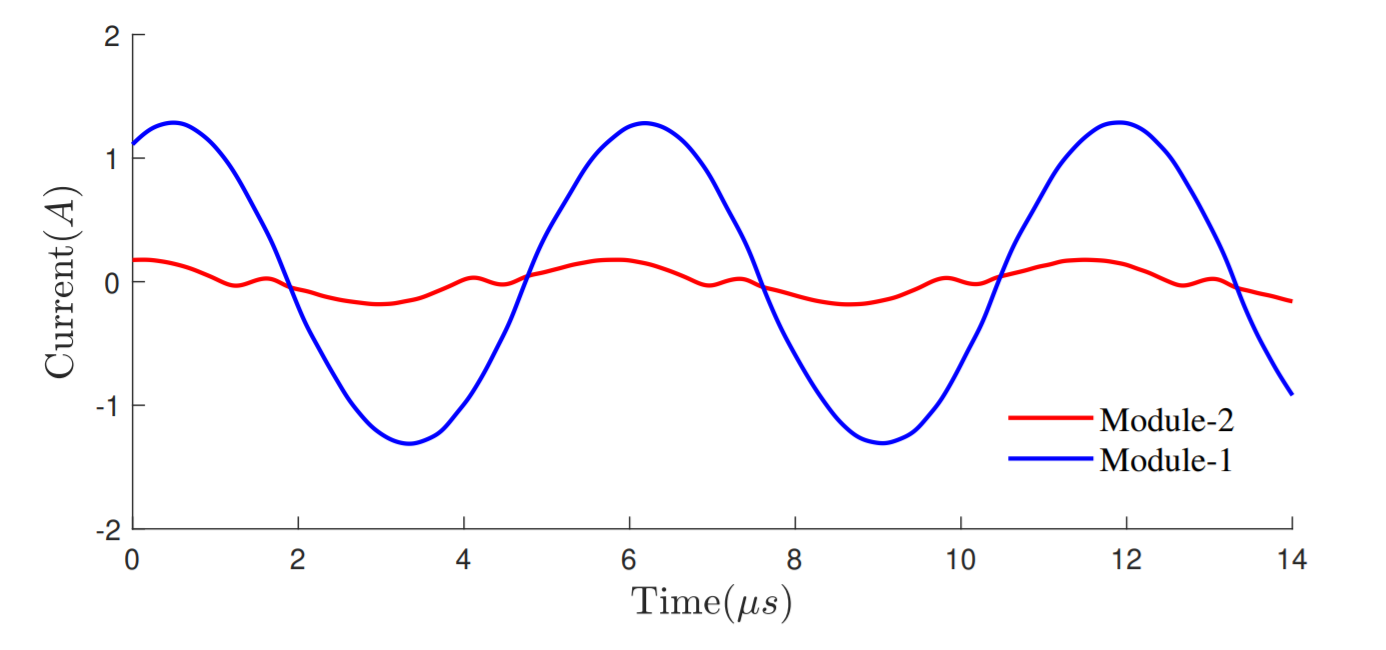 2
1
0
-1
-2
Current(A)
0 2 4 6 8 10 12 14
Time(μs)
Module-2
Module-1